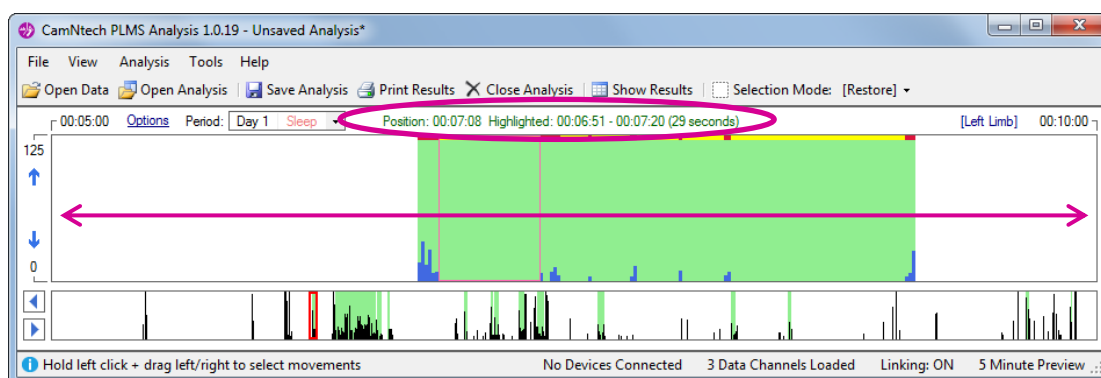 CamNtech PLMS Analysis 1.0.19 - Unsaved Analysis*
File View Analysis Tools Help
Open Data Open Analysis Save Analysis Print Results Close Analysis Show Results Selection Mode: [Restore]
00:05:00 Options Period: Day 1 Sleep Position: 00:07:08 Highlighted: 00:06:51 - 00:07:20 (29 seconds) [Left Limb] 00:10:00
125
0
Hold left click + drag left/right to select movements No Devices Connected 3 Data Channels Loaded Linking: ON 5 Minute Preview